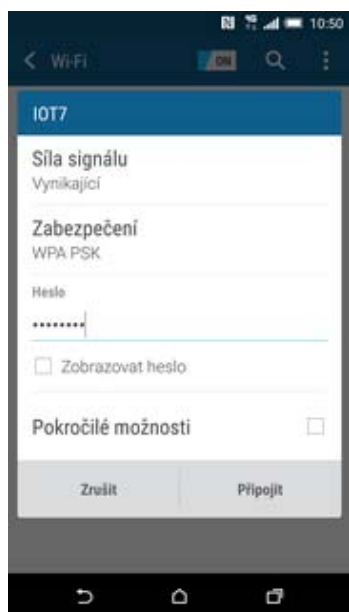 10:50
Wi-Fi
ON
IOT7
Síla signálu
Vynikající
Zabezpečení
WPA PSK
Heslo
••••••••
Zobrazovat heslo
Pokročilé možnosti
Zrušit
Připojit